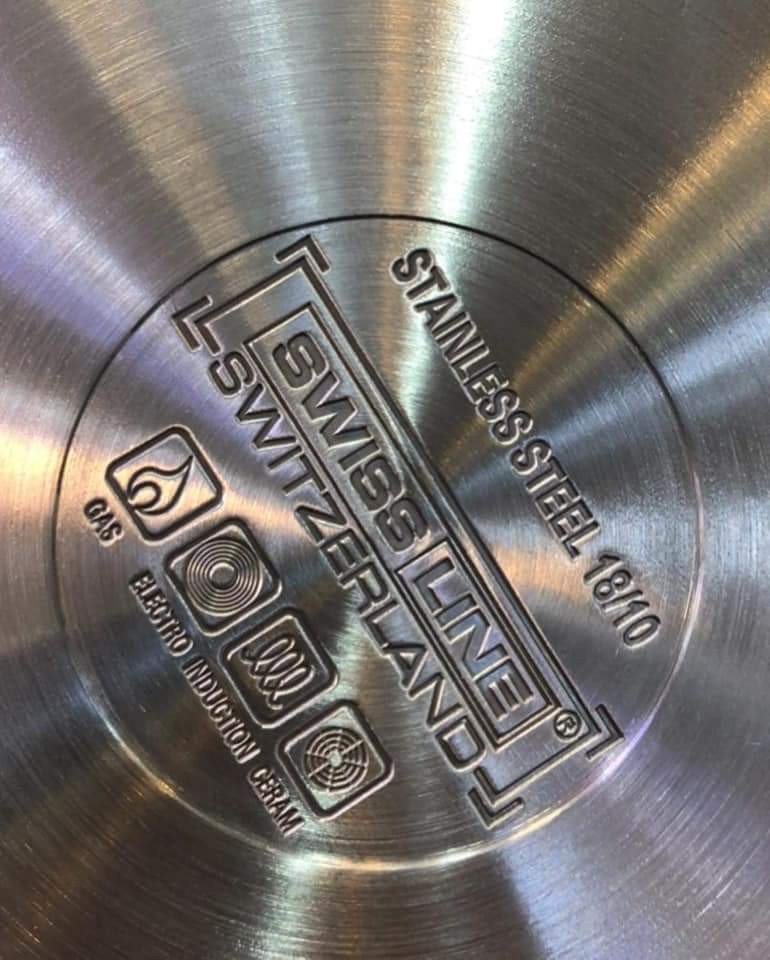 STAINLESS STEEL 18/10
SWISS LINE ®
SWITZERLAND
GAS ELECTRO INDUCTION CERAM